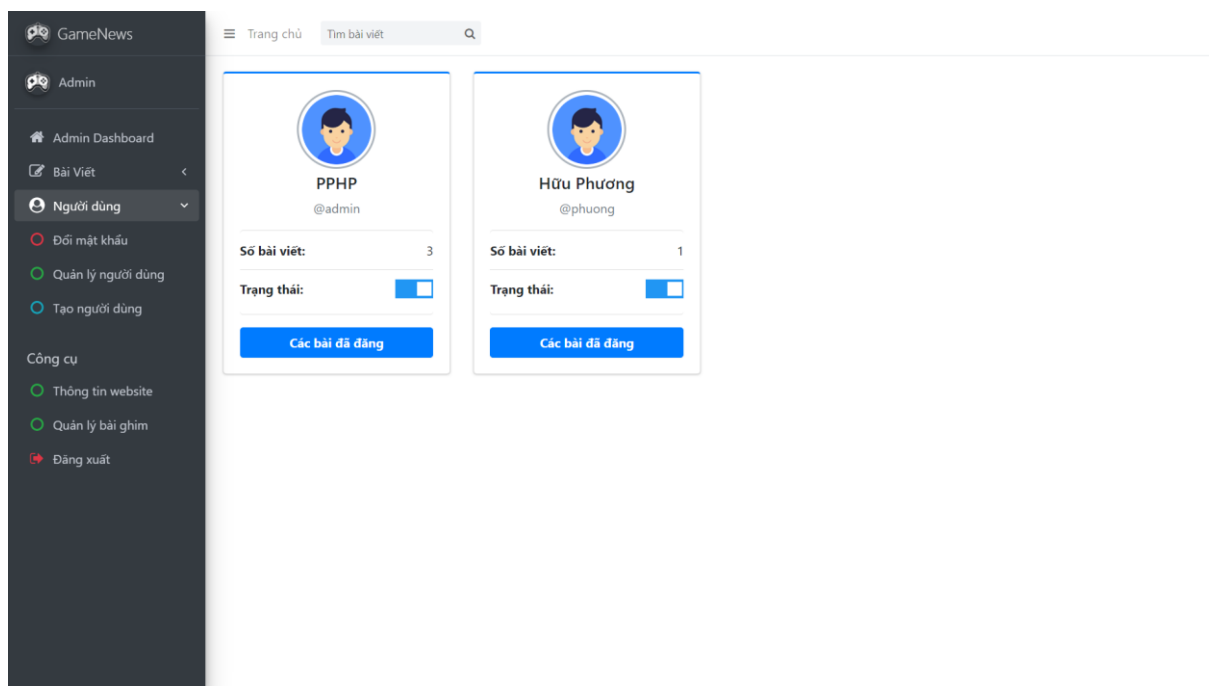 GameNews
Admin
Admin Dashboard
Bài Viết
Người dùng
Đổi mật khẩu
Quản lý người dùng
Tạo người dùng
Công cụ
Thông tin website
Quản lý bài ghim
Đăng xuất
Trang chủ
Tìm bài viết
PPHP
@admin
Số bài viết: 3
Trạng thái:
Các bài đã đăng
Hữu Phương
@phuong
Số bài viết: 1
Trạng thái:
Các bài đã đăng